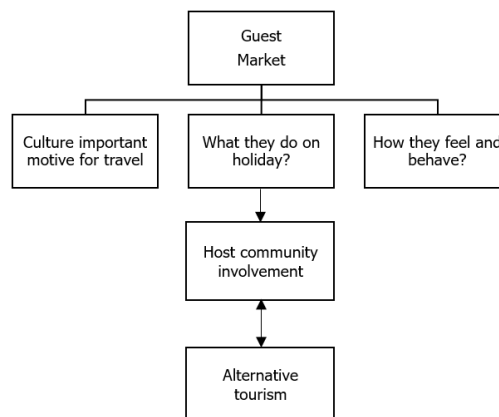 Guest
Market
Culture important
motive for travel
What they do on
holiday?
How they feel and
behave?
Host community
involvement
Alternative
tourism